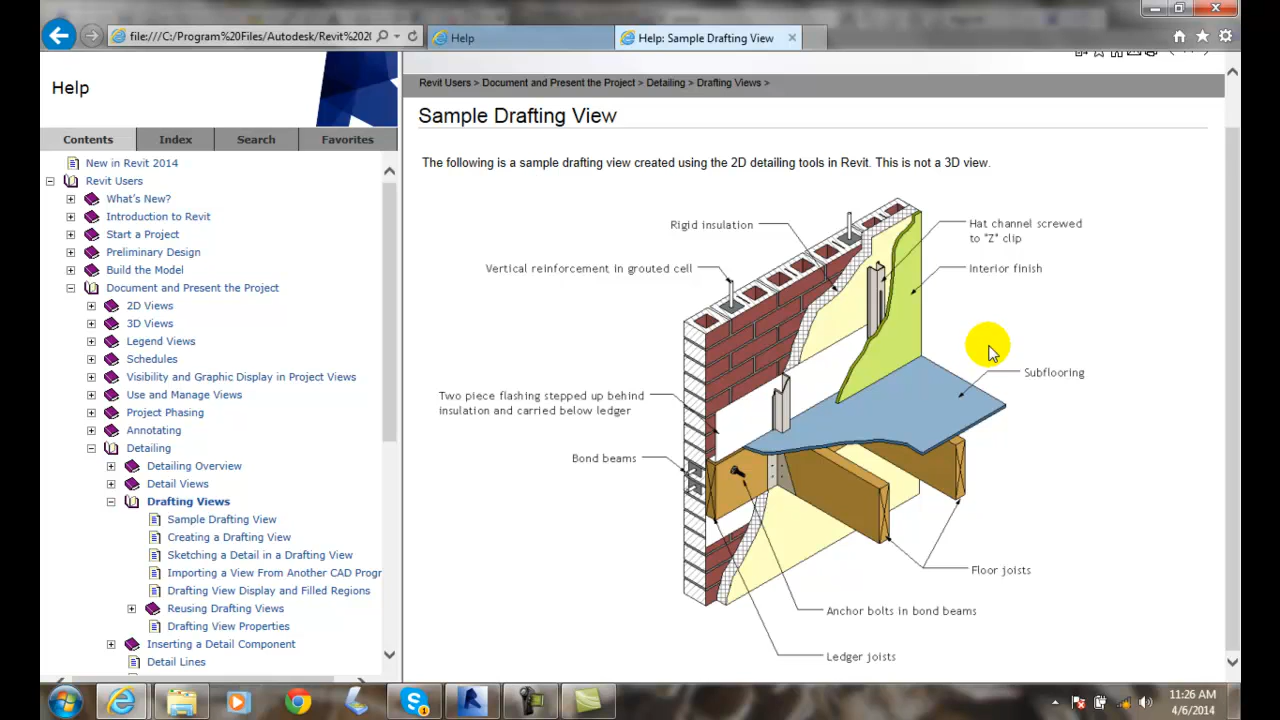 file:///C:/Program%20Files/Autodesk/Revit%20
Help
Help: Sample Drafting View
Help
Contents
Index
Search
Favorites
New in Revit 2014
Revit Users
What's New?
Introduction to Revit
Start a Project
Preliminary Design
Build the Model
Document and Present the Project
2D Views
3D Views
Legend Views
Schedules
Visibility and Graphic Display in Project Views
Use and Manage Views
Project Phasing
Annotating
Detailing
Detailing Overview
Detail Views
Drafting Views
Sample Drafting View
Creating a Drafting View
Sketching a Detail in a Drafting View
Importing a View From Another CAD Progr
Drafting View Display and Filled Regions
Reusing Drafting Views
Drafting View Properties
Inserting a Detail Component
Detail Lines
Revit Users > Document and Present the Project > Detailing > Drafting Views >
Sample Drafting View
The following is a sample drafting view created using the 2D detailing tools in Revit. This is not a 3D view.
Rigid insulation
Hat channel screwed
to "Z" clip
Vertical reinforcement in grouted cell
Interior finish
Subflooring
Two piece flashing stepped up behind
insulation and carried below ledger
Bond beams
Floor joists
Anchor bolts in bond beams
Ledger joists
11:26 AM
4/6/2014